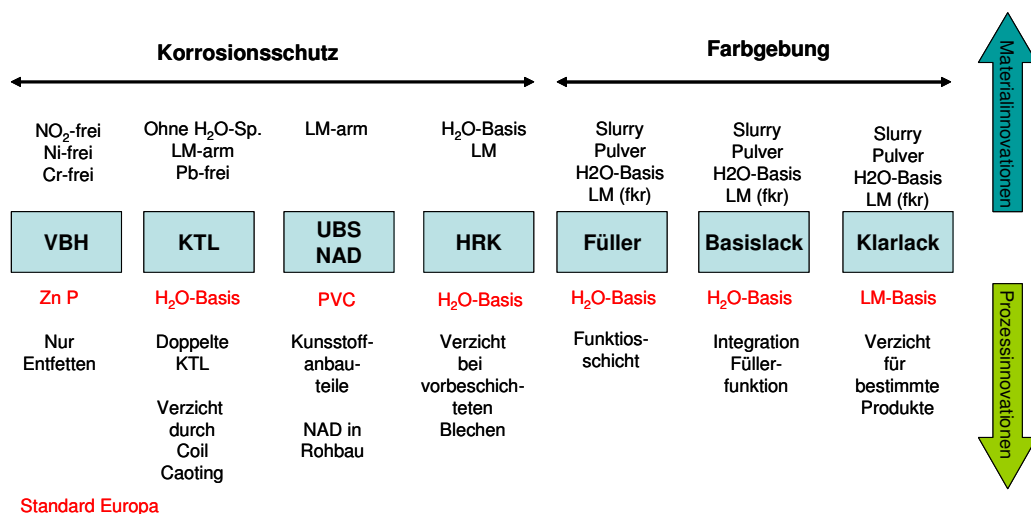 Korrosionsschutz
Farbgebung
NO₂-frei
Ni-frei
Cr-frei
Ohne H₂O-Sp.
LM-arm
Pb-frei
LM-arm
H₂O-Basis
LM
Slurry
Pulver
H2O-Basis
LM (fkr)
Slurry
Pulver
H2O-Basis
LM (fkr)
Slurry
Pulver
H2O-Basis
LM (fkr)
Materialinnovationen
VBH
KTL
UBS
NAD
HRK
Füller
Basislack
Klarlack
Zn P
H₂O-Basis
PVC
H₂O-Basis
H₂O-Basis
H₂O-Basis
LM-Basis
Nur
Entfetten
Doppelte
KTL
Verzicht
durch
Coil
Caoting
Kunsstoff-
anbau-
teile
NAD in
Rohbau
Verzicht
bei
vorbeschich-
teten
Blechen
Funktios-
schicht
Integration
Füller-
funktion
Verzicht
für
bestimmte
Produkte
Prozessinnovationen
Standard Europa